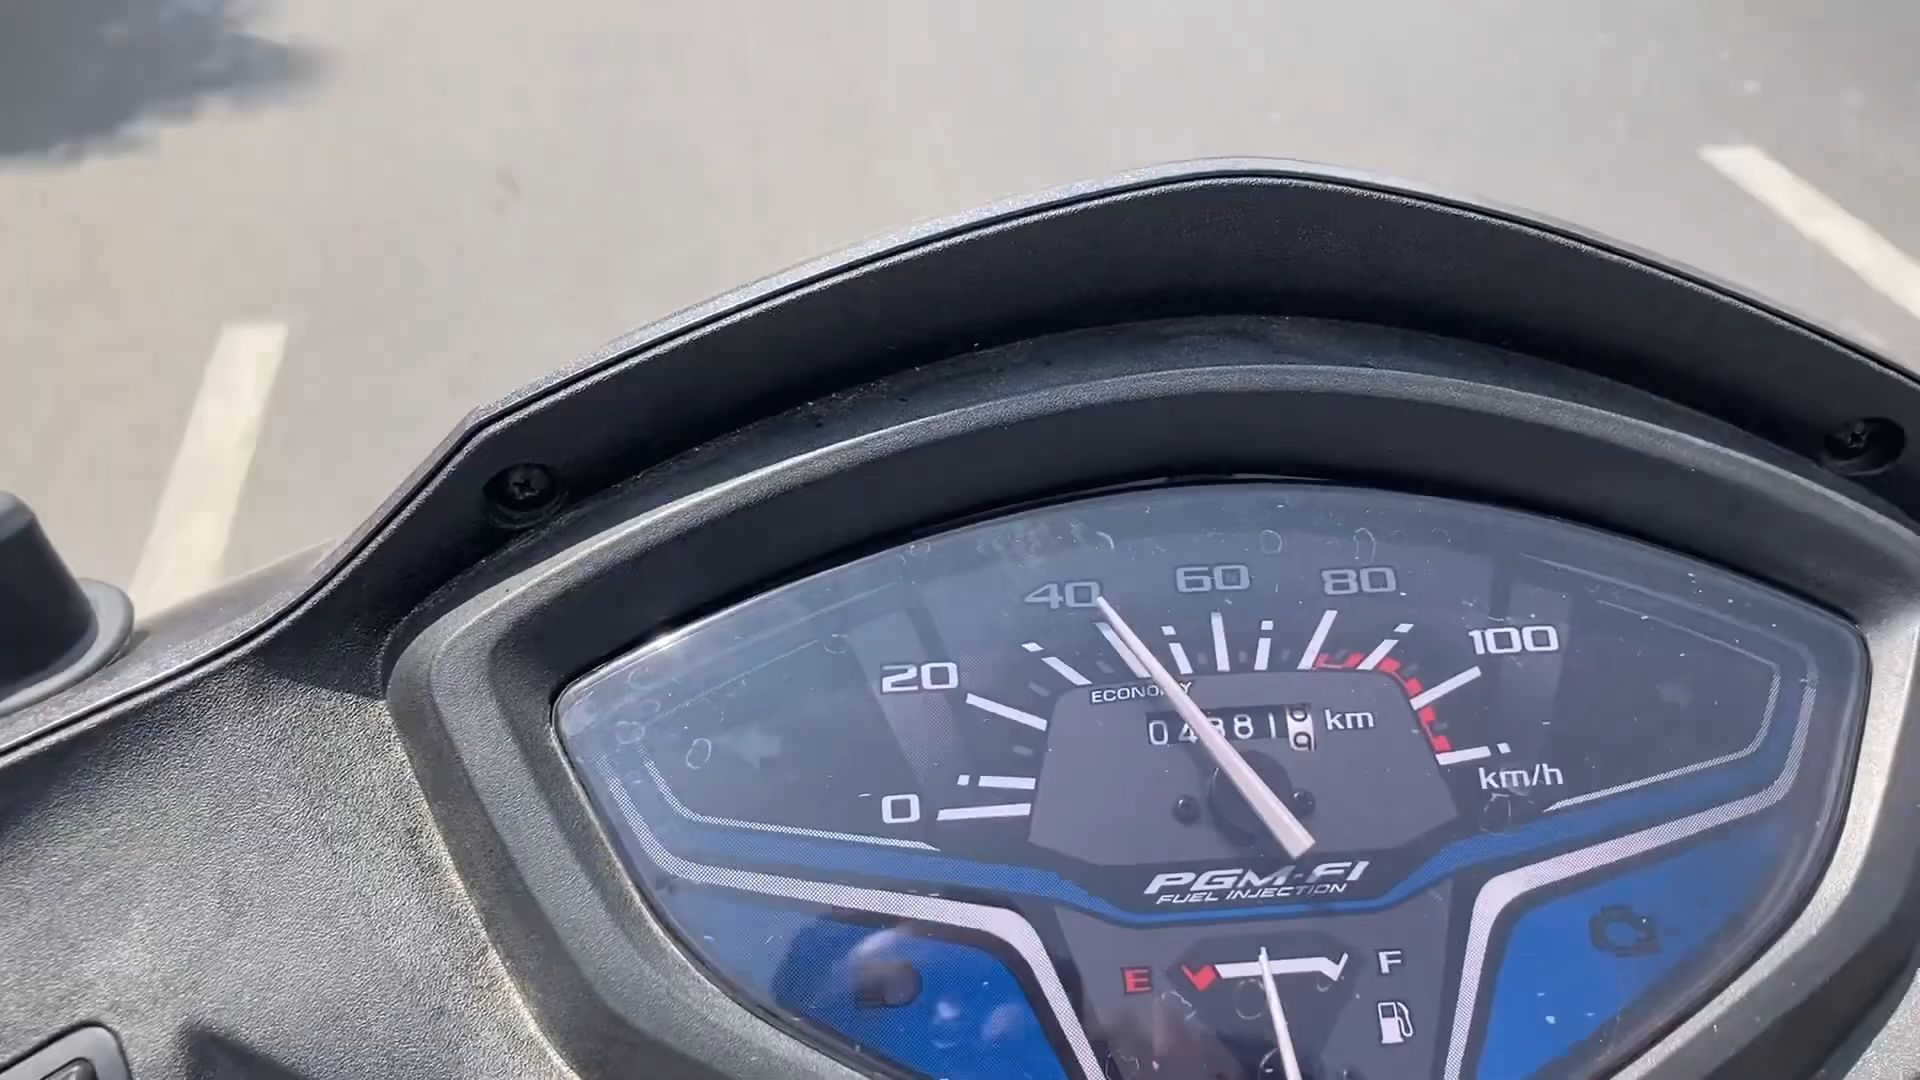 40 60 80
20 100
ECONOMY
km
0 km/h
PGM-FI
FUEL INJECTION
E F